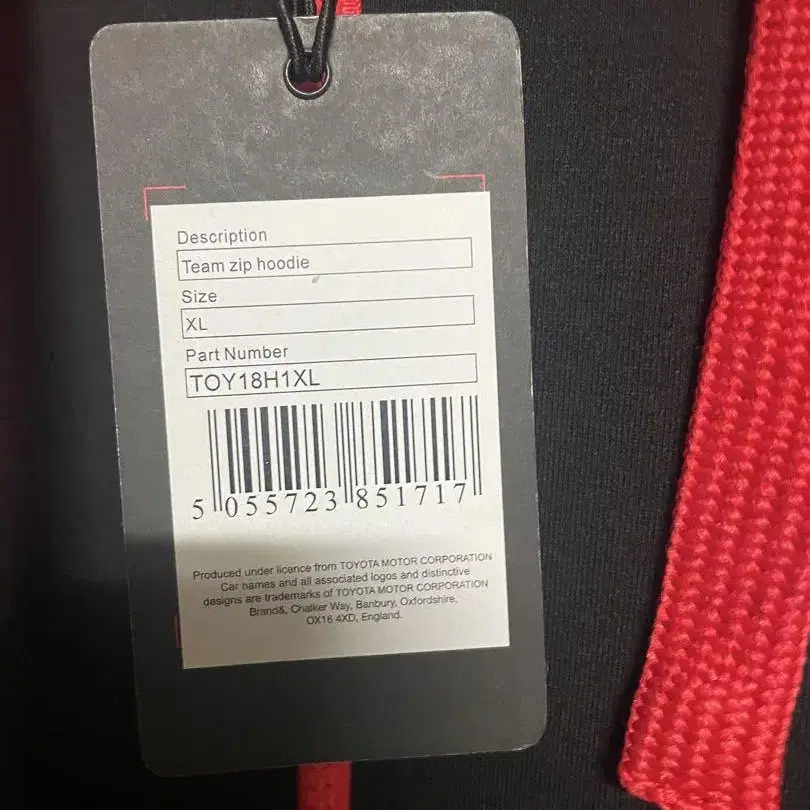 Description
Team zip hoodie
Size
XL
Part Number
TOY18H1XL
5 055723 851717
Produced under licence from TOYOTA MOTOR CORPORATION
Car names and all associated logos and distinctive
designs are trademarks of TOYOTA MOTOR CORPORATION
Brand&, Chalker Way, Banbury, Oxfordshire,
OX16 4XD, England.